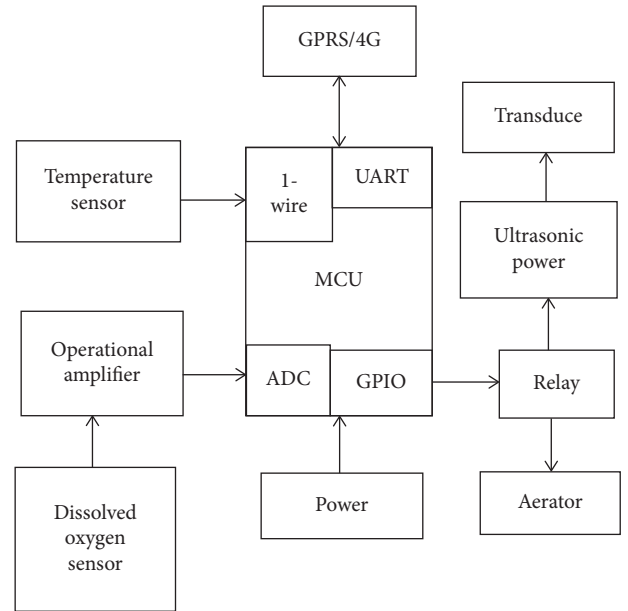 GPRS/4G
Transduce
Temperature
sensor
1-
wire
UART
Ultrasonic
power
MCU
Operational
amplifier
ADC
GPIO
Relay
Dissolved
oxygen
sensor
Power
Aerator